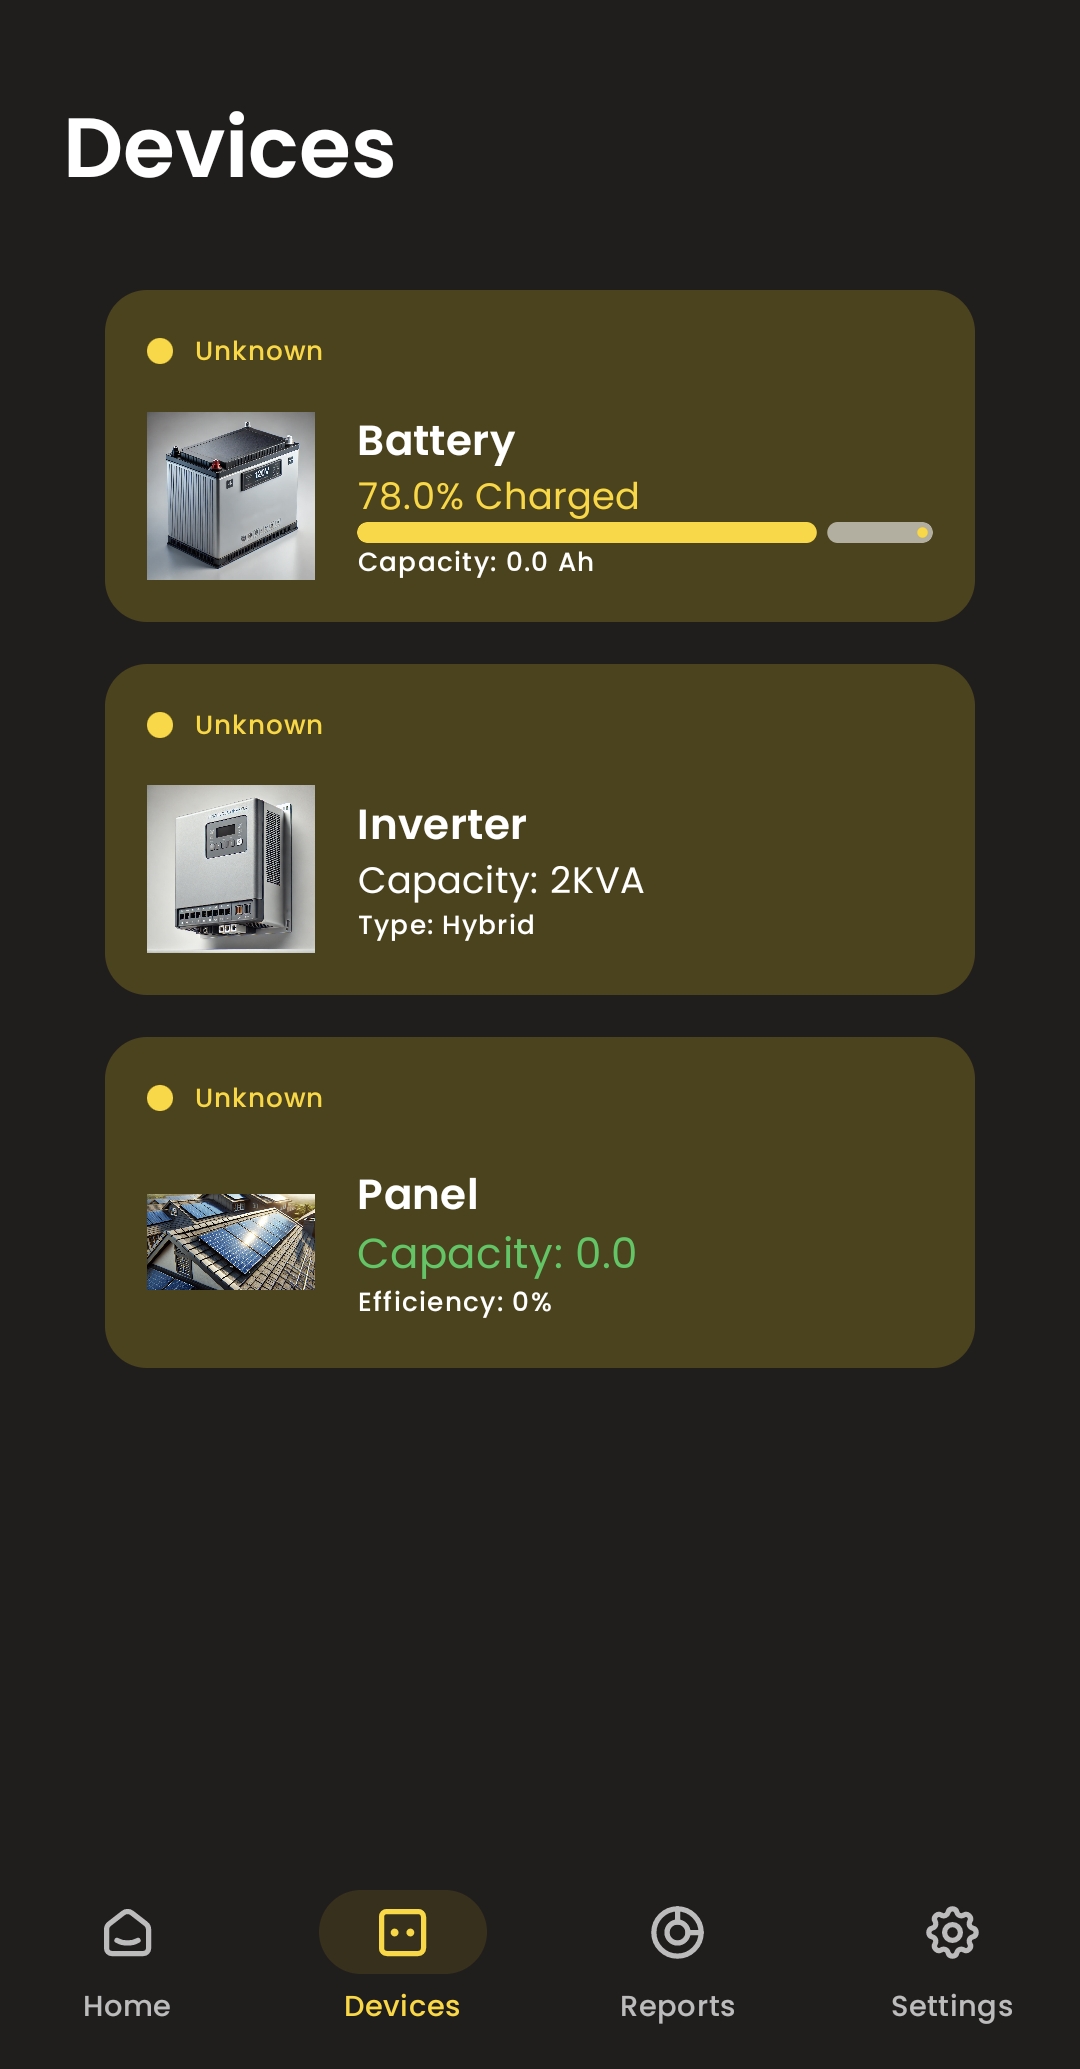 Devices
Unknown
Battery
78.0% Charged
Capacity: 0.0 Ah
Unknown
Inverter
Capacity: 2KVA
Type: Hybrid
Unknown
Panel
Capacity: 0.0
Efficiency: 0%
Home
Devices
Reports
Settings